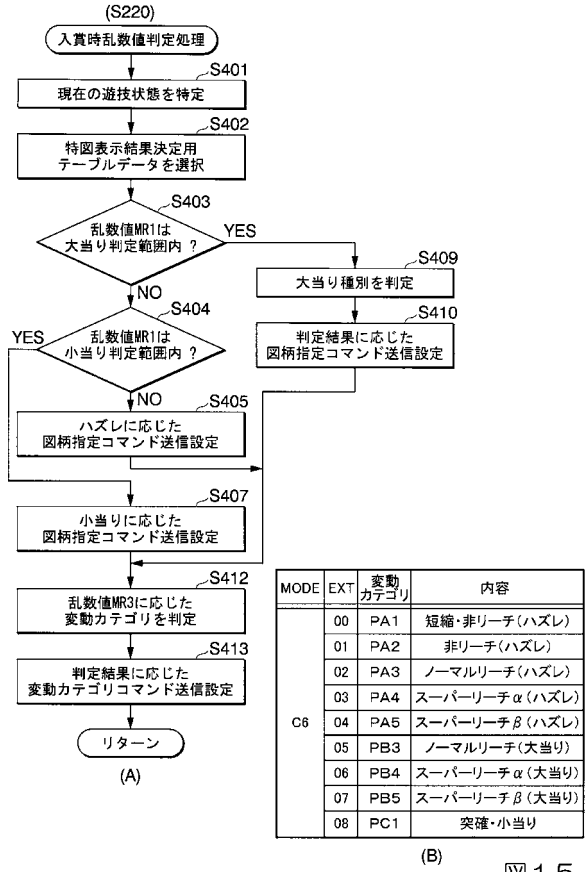 (S220)
入賞時乱数値判定処理
S401
現在の遊技状態を特定
S402
特図表示結果決定用
テーブルデータを選択
S403
乱数値MR1は
大当り判定範囲内 ?
YES
NO
S409
大当り種別を判定
S410
判定結果に応じた
図柄指定コマンド送信設定
S404
YES
乱数値MR1は
小当り判定範囲内 ?
NO
S405
ハズレに応じた
図柄指定コマンド送信設定
S407
小当りに応じた
図柄指定コマンド送信設定
S412
乱数値MR3に応じた
変動カテゴリを判定
S413
判定結果に応じた
変動カテゴリコマンド送信設定
リターン
(A)
MODE EXT 変動カテゴリ 内容
C6
00 PA1 短縮・非リーチ(ハズレ)
01 PA2 非リーチ(ハズレ)
02 PA3 ノーマルリーチ(ハズレ)
03 PA4 スーパーリーチα(ハズレ)
04 PA5 スーパーリーチβ(ハズレ)
05 PB3 ノーマルリーチ(大当り)
06 PB4 スーパーリーチα(大当り)
07 PB5 スーパーリーチβ(大当り)
08 PC1 突確・小当り
(B)
図15